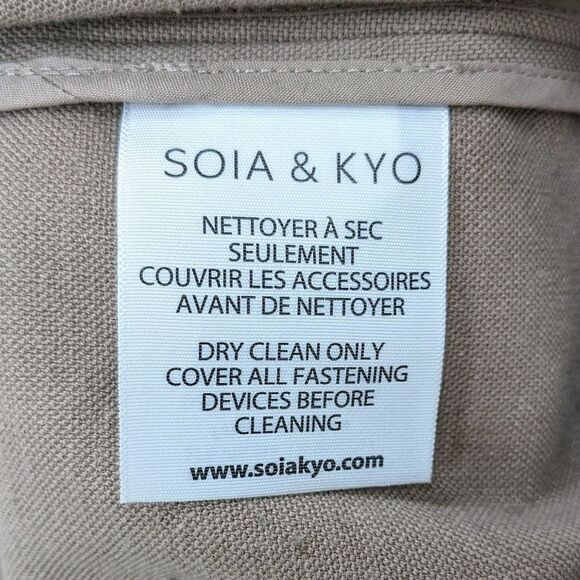 SOIA & KYO
NETTOYER À SEC
SEULEMENT
COUVRIR LES ACCESSOIRES
AVANT DE NETTOYER
DRY CLEAN ONLY
COVER ALL FASTENING
DEVICES BEFORE
CLEANING
www.soiakyo.com